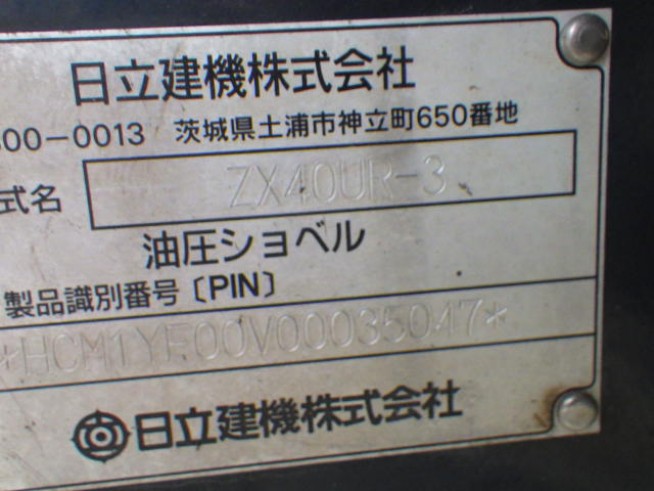 日立建機株式会社
300-0013 茨城県土浦市神立町650番地
式名 ZX40UR-3
油圧ショベル
製品識別番号〔PIN〕
*HCM1YF00V00035047*
日立建機株式会社